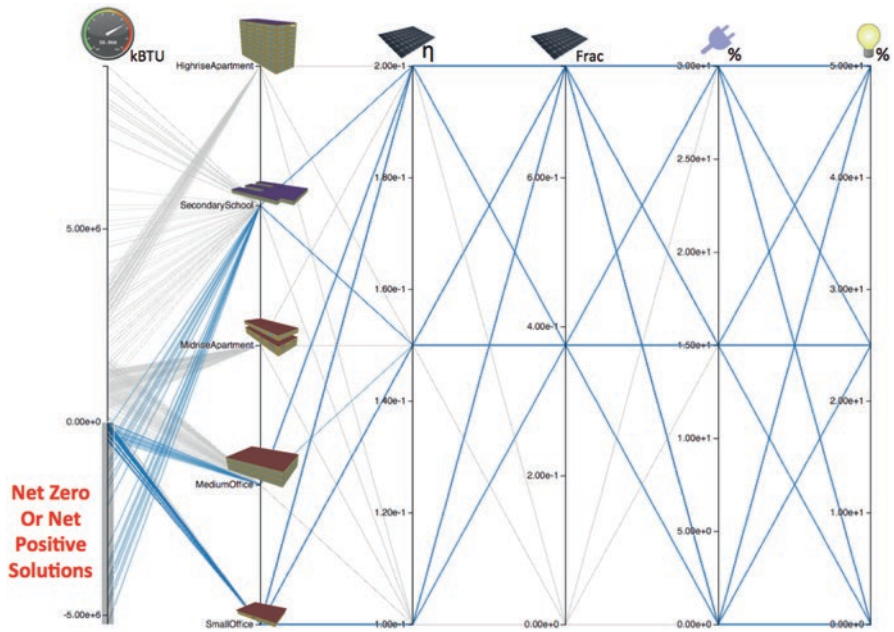 kBTU
η
Frac
%
%
HighriseApartment
SecondarySchool
MidriseApartment
MediumOffice
SmallOffice
5.00e+6
0.00e+0
-5.00e+6
2.00e-1
1.80e-1
1.60e-1
1.40e-1
1.20e-1
1.00e-1
6.00e-1
4.00e-1
2.00e-1
0.00e+0
3.00e+1
2.50e+1
2.00e+1
1.50e+1
1.00e+1
5.00e+0
0.00e+0
5.00e+1
4.00e+1
3.00e+1
2.00e+1
1.00e+1
0.00e+0
Net Zero
Or Net
Positive
Solutions